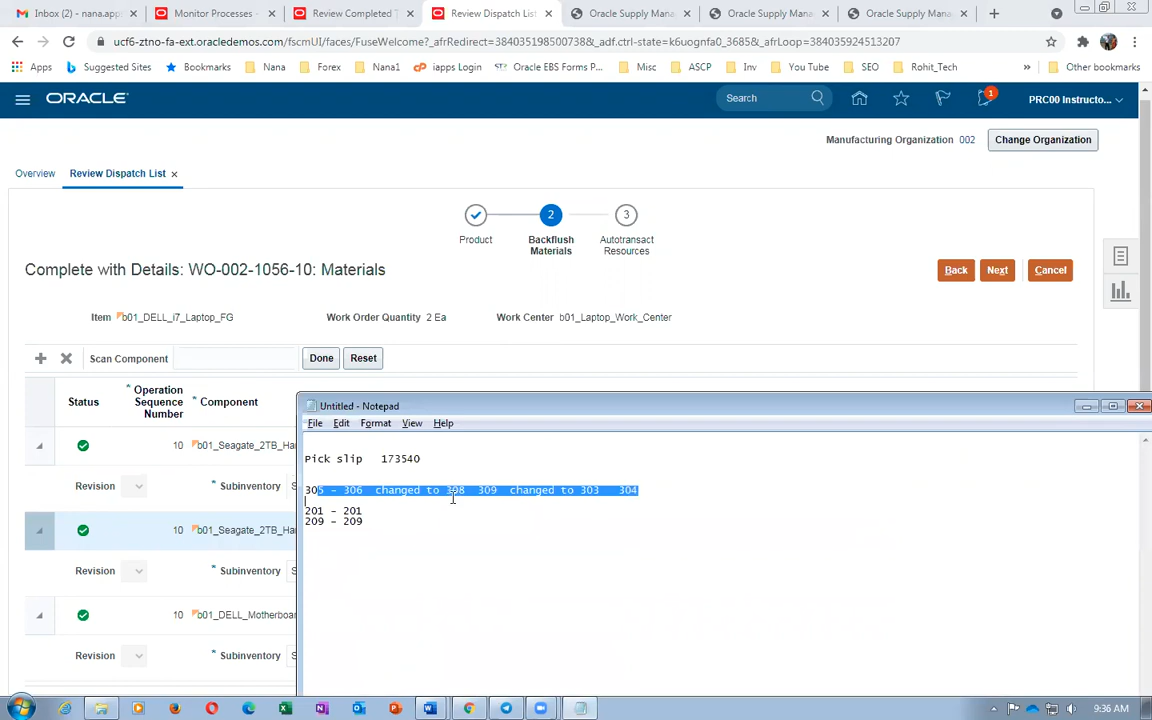 Inbox (20) - nana.app:
Monitor Processes -
Review Completed T
Review Dispatch List
Oracle Supply Mana
Oracle Supply Mana
Oracle Supply Mana
ucf6-ztno-fa-ext.oracledemos.com/fscmUI/faces/FuseWelcome?_afrRedirect=384035198500738&_adf.ctrl-state=k6uognfa0_3685&_afrLoop=384035924513207
Apps
Suggested Sites
Bookmarks
Nana
Forex
Nana1
iapps Login
Oracle EBS Forms P...
Misc
ASCP
Inv
You Tube
SEO
Rohit_Tech
»
Other bookmarks
ORACLE
Search
1
PRC00 Instructo...
Manufacturing Organization 002
Change Organization
Overview
Review Dispatch List
2
3
Product
Backflush Materials
Autotransact Resources
Complete with Details: WO-002-1056-10: Materials
Back
Next
Cancel
Item b01_DELL_i7_Laptop_FG
Work Order Quantity 2 Ea
Work Center b01_Laptop_Work_Center
Scan Component
Done
Reset
Status
* Operation Sequence Number
* Component
10 b01_Seagate_2TB_Ha
Revision
* Subinventory S
10 b01_Seagate_2TB_Ha
Revision
* Subinventory S
10 b01_DELL_Motherboar
Revision
* Subinventory S
Untitled - Notepad
File Edit Format View Help
Pick slip 173540
305 - 306 changed to 308 309 changed to 303 304
201 - 201
209 - 209
9:36 AM